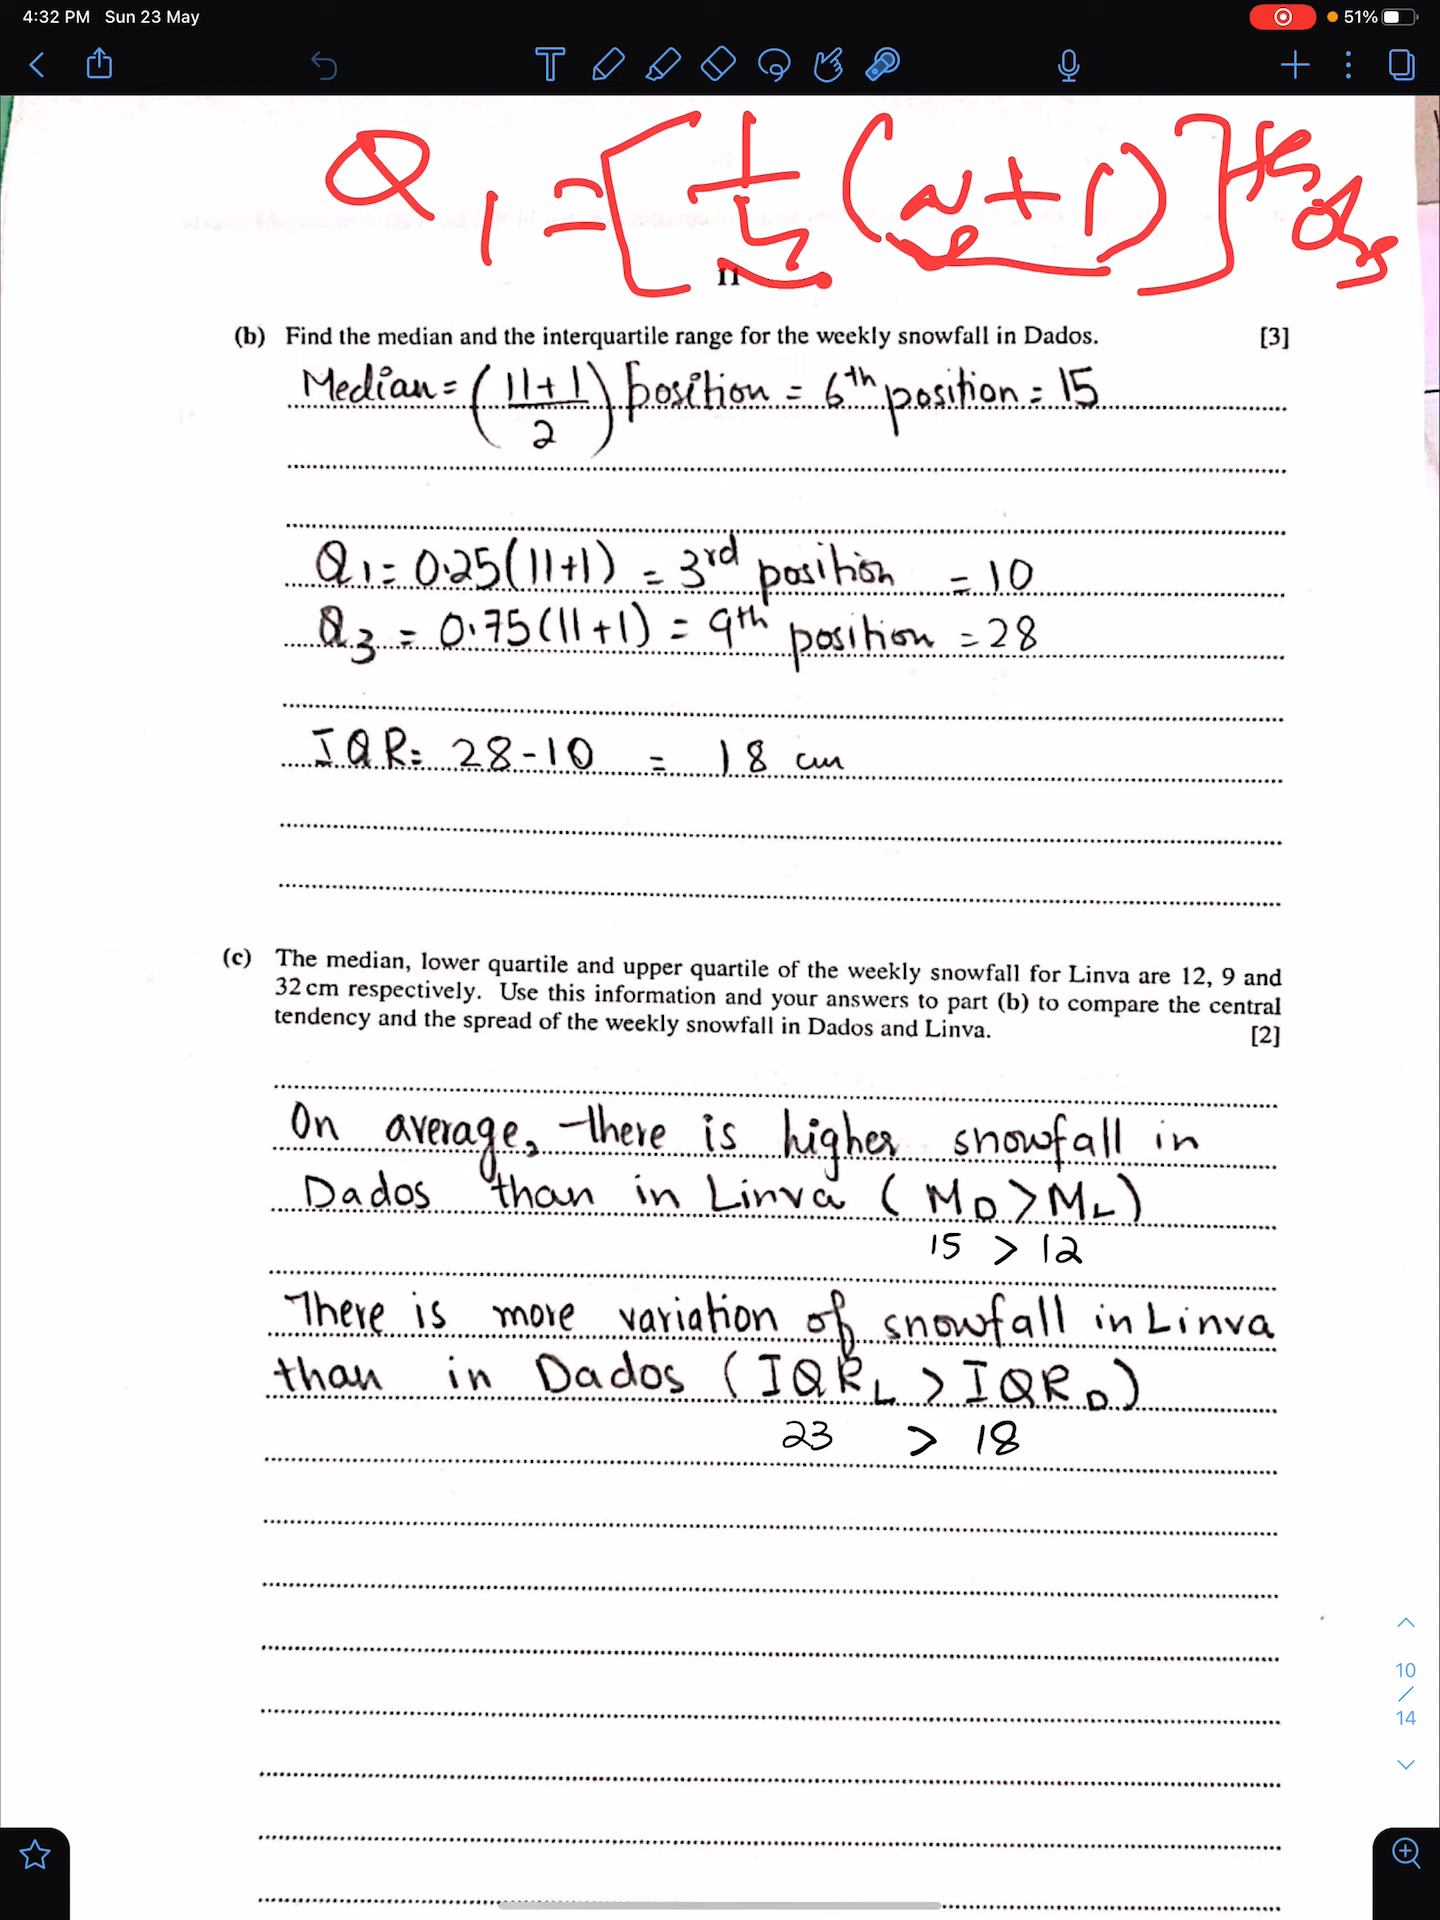 4:32 PM Sun 23 May
51%
Q1 = [1/4 (n+1)]th obs
11
(b) Find the median and the interquartile range for the weekly snowfall in Dados. [3]
Median = (11+1/2) position = 6th position = 15
Q1 = 0.25(11+1) = 3rd position = 10
Q3 = 0.75(11+1) = 9th position = 28
IQR = 28-10 = 18 cm
(c) The median, lower quartile and upper quartile of the weekly snowfall for Linva are 12, 9 and
32 cm respectively. Use this information and your answers to part (b) to compare the central
tendency and the spread of the weekly snowfall in Dados and Linva. [2]
On average, there is higher snowfall in
Dados than in Linva (MD>ML)
15 > 12
There is more variation of snowfall in Linva
than in Dados (IQRL > IQRD)
23 > 18
10
/
14